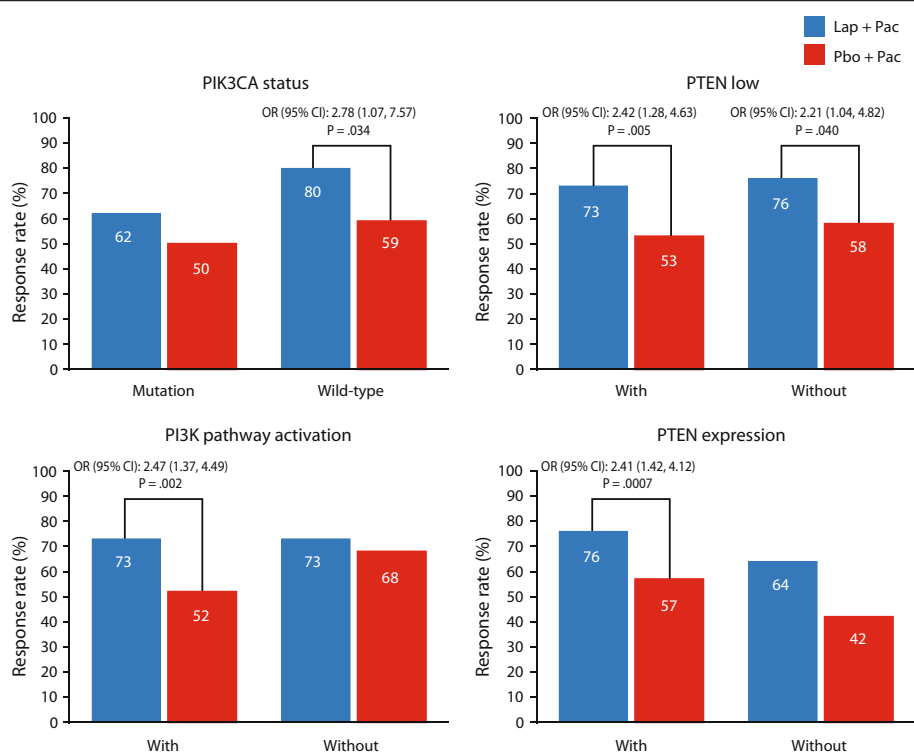 Lap + Pac
Pbo + Pac
PIK3CA status
OR (95% CI): 2.78 (1.07, 7.57)
P = .034
Response rate (%)
100
90
80
70
60
50
40
30
20
10
0
62
50
80
59
Mutation
Wild-type
PTEN low
OR (95% CI): 2.42 (1.28, 4.63)
P = .005
OR (95% CI): 2.21 (1.04, 4.82)
P = .040
Response rate (%)
100
90
80
70
60
50
40
30
20
10
0
73
53
76
58
With
Without
PI3K pathway activation
OR (95% CI): 2.47 (1.37, 4.49)
P = .002
Response rate (%)
100
90
80
70
60
50
40
30
20
10
0
73
52
73
68
With
Without
PTEN expression
OR (95% CI): 2.41 (1.42, 4.12)
P = .0007
Response rate (%)
100
90
80
70
60
50
40
30
20
10
0
76
57
64
42
With
Without